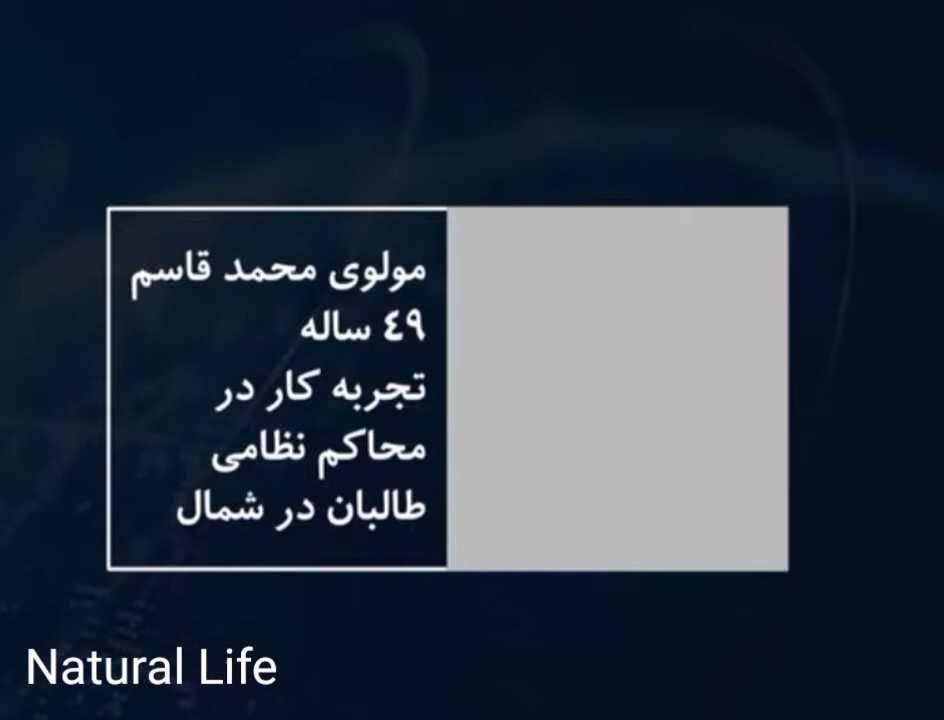 مولوی محمد قاسم
٤٩ ساله
تجربه کار در
محاکم نظامی
طالبان در شمال
Natural Life